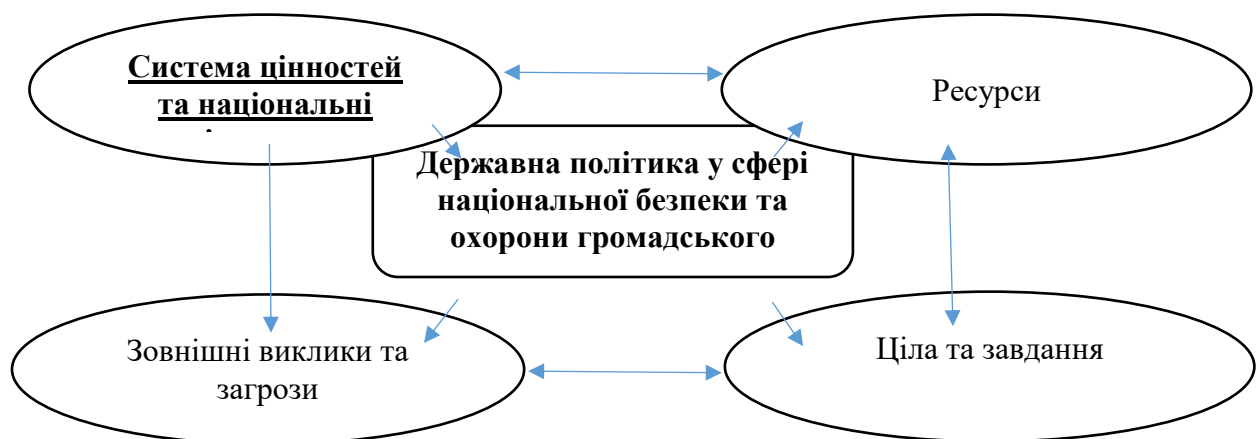 Система цінностей
та національні
Ресурси
Державна політика у сфері
національної безпеки та
охорони громадського
Зовнішні виклики та
загрози
Ціла та завдання